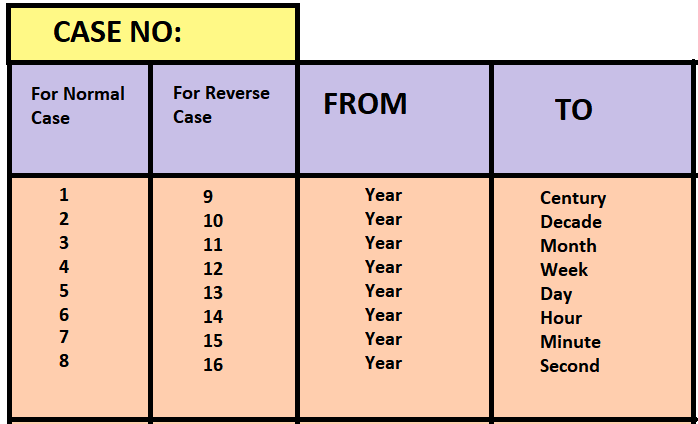 CASE NO:
For Normal Case For Reverse Case FROM TO
1 9 Year Century
2 10 Year Decade
3 11 Year Month
4 12 Year Week
5 13 Year Day
6 14 Year Hour
7 15 Year Minute
8 16 Year Second